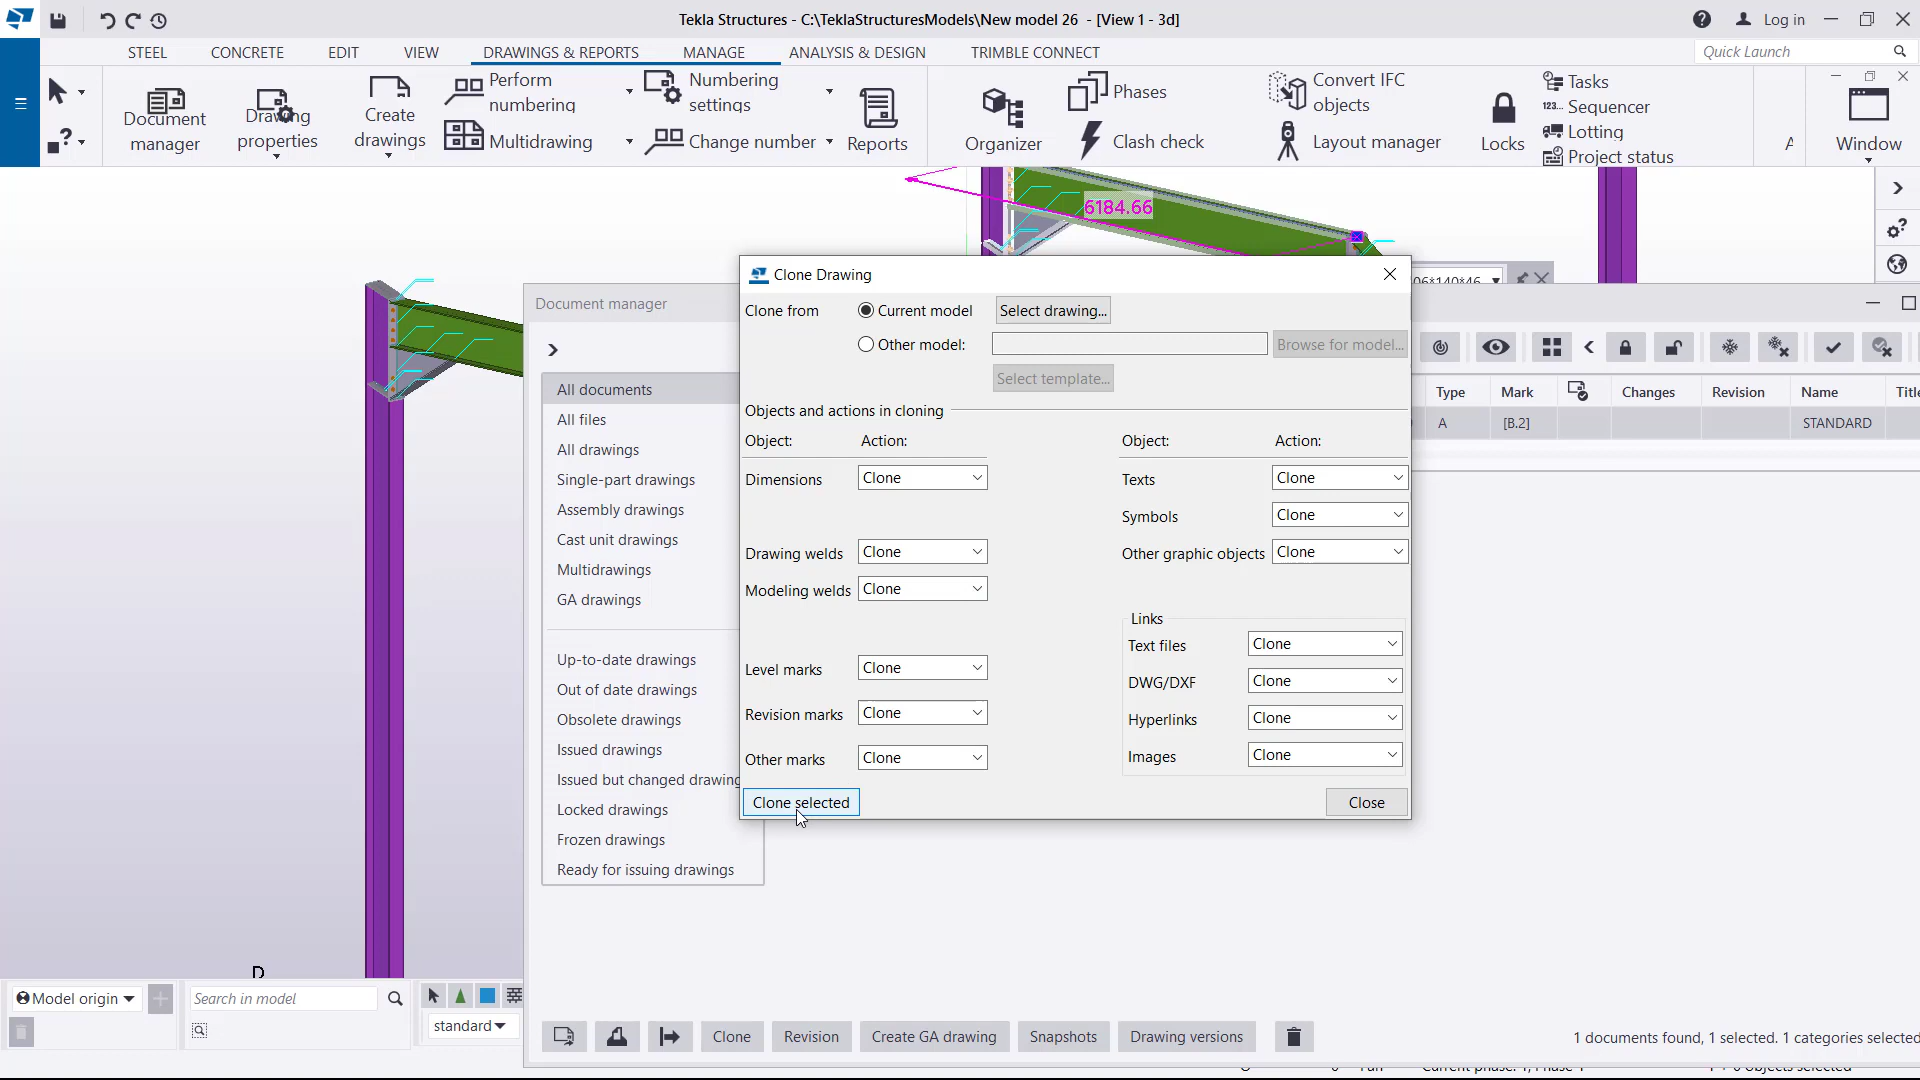 Tekla Structures - C:\TeklaStructuresModels\New model 26 - [View 1 - 3d]
Log in
STEEL CONCRETE EDIT VIEW DRAWINGS & REPORTS MANAGE ANALYSIS & DESIGN TRIMBLE CONNECT
Quick Launch
Document manager
Drawing properties
Create drawings
Perform numbering
Multidrawing
Numbering settings
Change number
Reports
Organizer
Phases
Clash check
Convert IFC objects
Layout manager
Locks
Tasks
123... Sequencer
Lotting
Project status
Window
6184.66
Document manager
All documents
All files
All drawings
Single-part drawings
Assembly drawings
Cast unit drawings
Multidrawings
GA drawings
Up-to-date drawings
Out of date drawings
Obsolete drawings
Issued drawings
Issued but changed drawing
Locked drawings
Frozen drawings
Ready for issuing drawings
Clone Drawing
Clone from
Current model
Select drawing...
Other model:
Browse for model...
Select template...
Objects and actions in cloning
Object: Action:
Dimensions Clone
Drawing welds Clone
Modeling welds Clone
Level marks Clone
Revision marks Clone
Other marks Clone
Object: Action:
Texts Clone
Symbols Clone
Other graphic objects Clone
Links
Text files Clone
DWG/DXF Clone
Hyperlinks Clone
Images Clone
Clone selected
Close
06*140*46
Type Mark Changes Revision Name Title
A [B.2] STANDARD
D
Model origin
Search in model
standard
Clone
Revision
Create GA drawing
Snapshots
Drawing versions
1 documents found, 1 selected. 1 categories selected